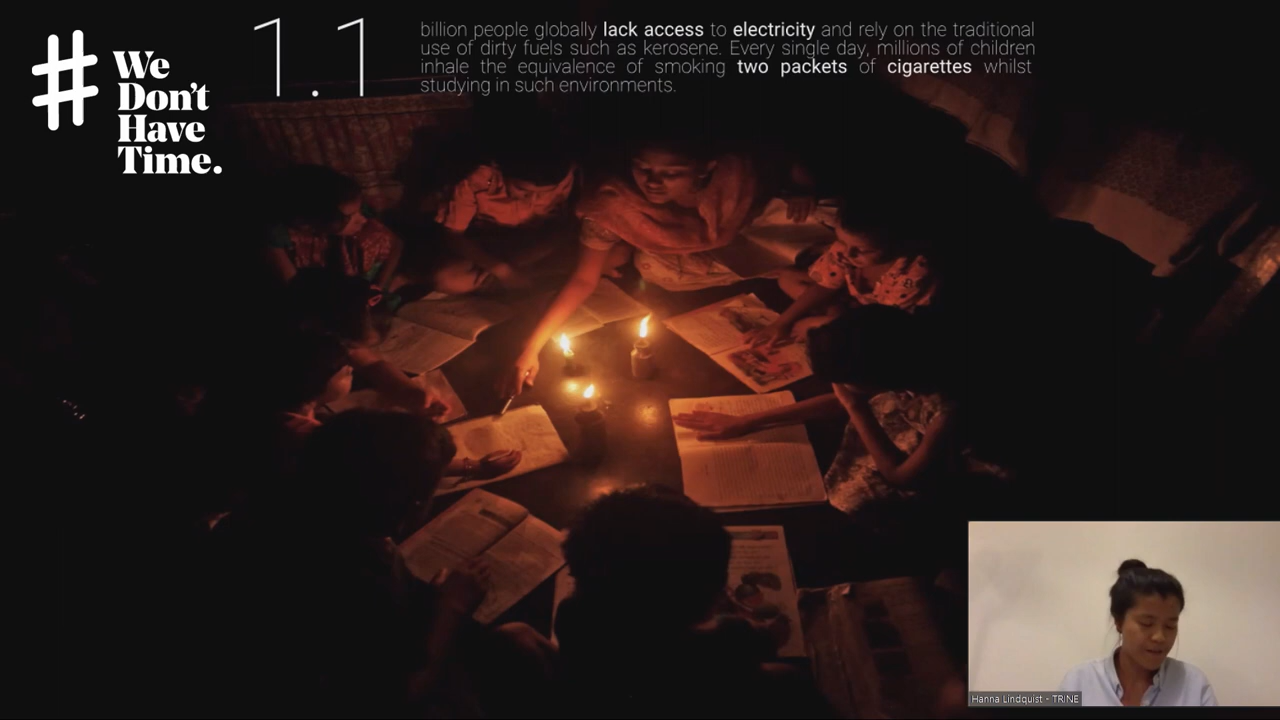 #
We
Don't
Have
Time.
1.1
billion people globally lack access to electricity and rely on the traditional
use of dirty fuels such as kerosene. Every single day, millions of children
inhale the equivalence of smoking two packets of cigarettes whilst
studying in such environments.
Hanna Lindquist - TRINE